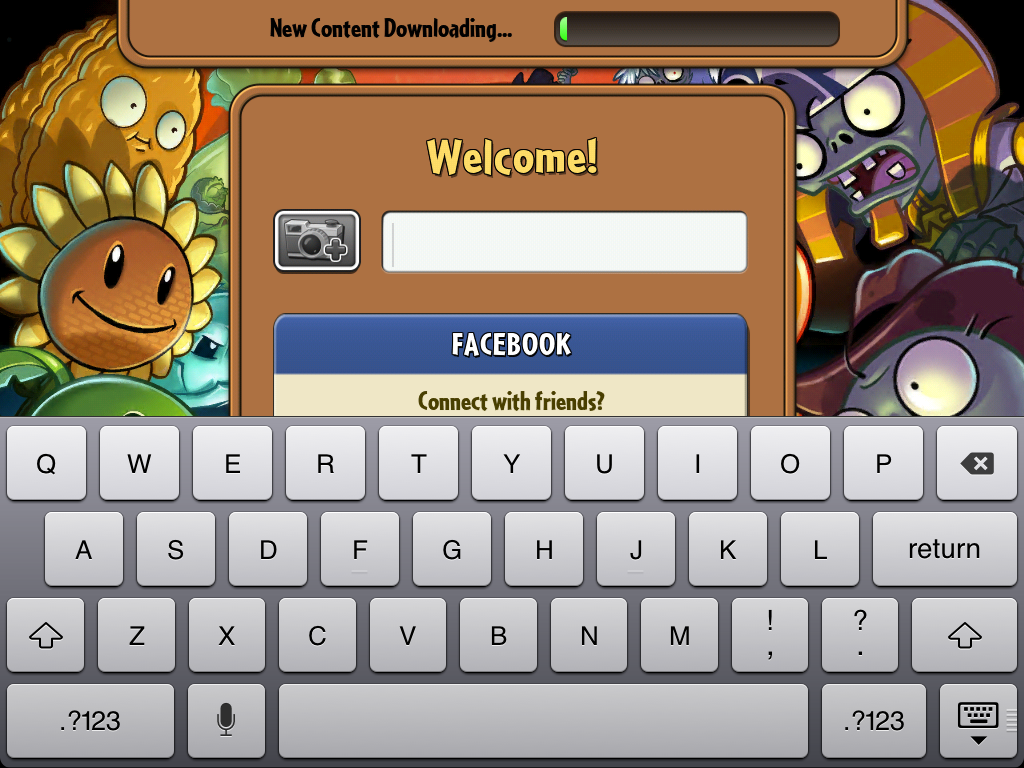 New Content Downloading...
Welcome!
FACEBOOK
Connect with friends?
Q W E R T Y U I O P
A S D F G H J K L return
Z X C V B N M ! , ? .
.?123 .?123